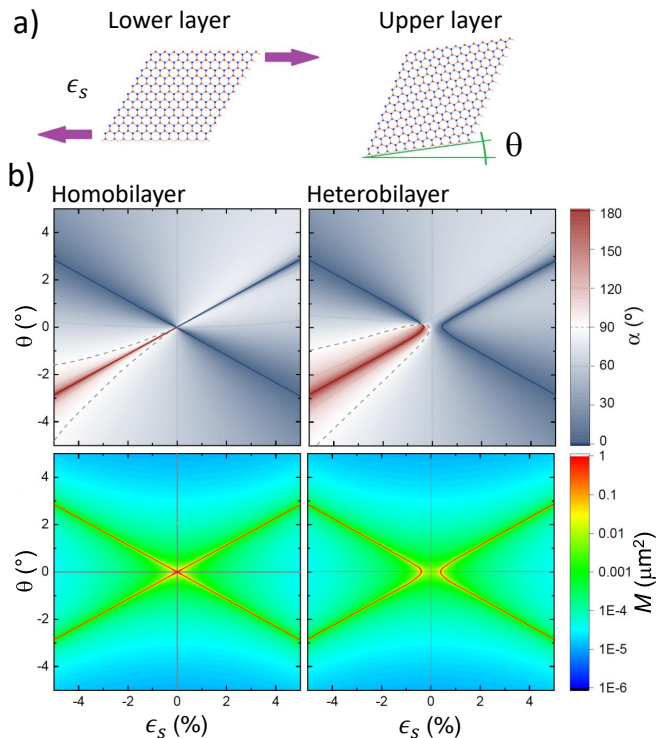 a)
Lower layer
Upper layer
ϵₛ
θ
b)
Homobilayer
Heterobilayer
θ (°)
4
2
0
-2
-4
α (°)
180
150
120
90
60
30
0
θ (°)
4
2
0
-2
-4
-4 -2 0 2 4
-4 -2 0 2 4
ϵₛ (%)
ϵₛ (%)
M (μm²)
1
0.1
0.01
0.001
1E-4
1E-5
1E-6